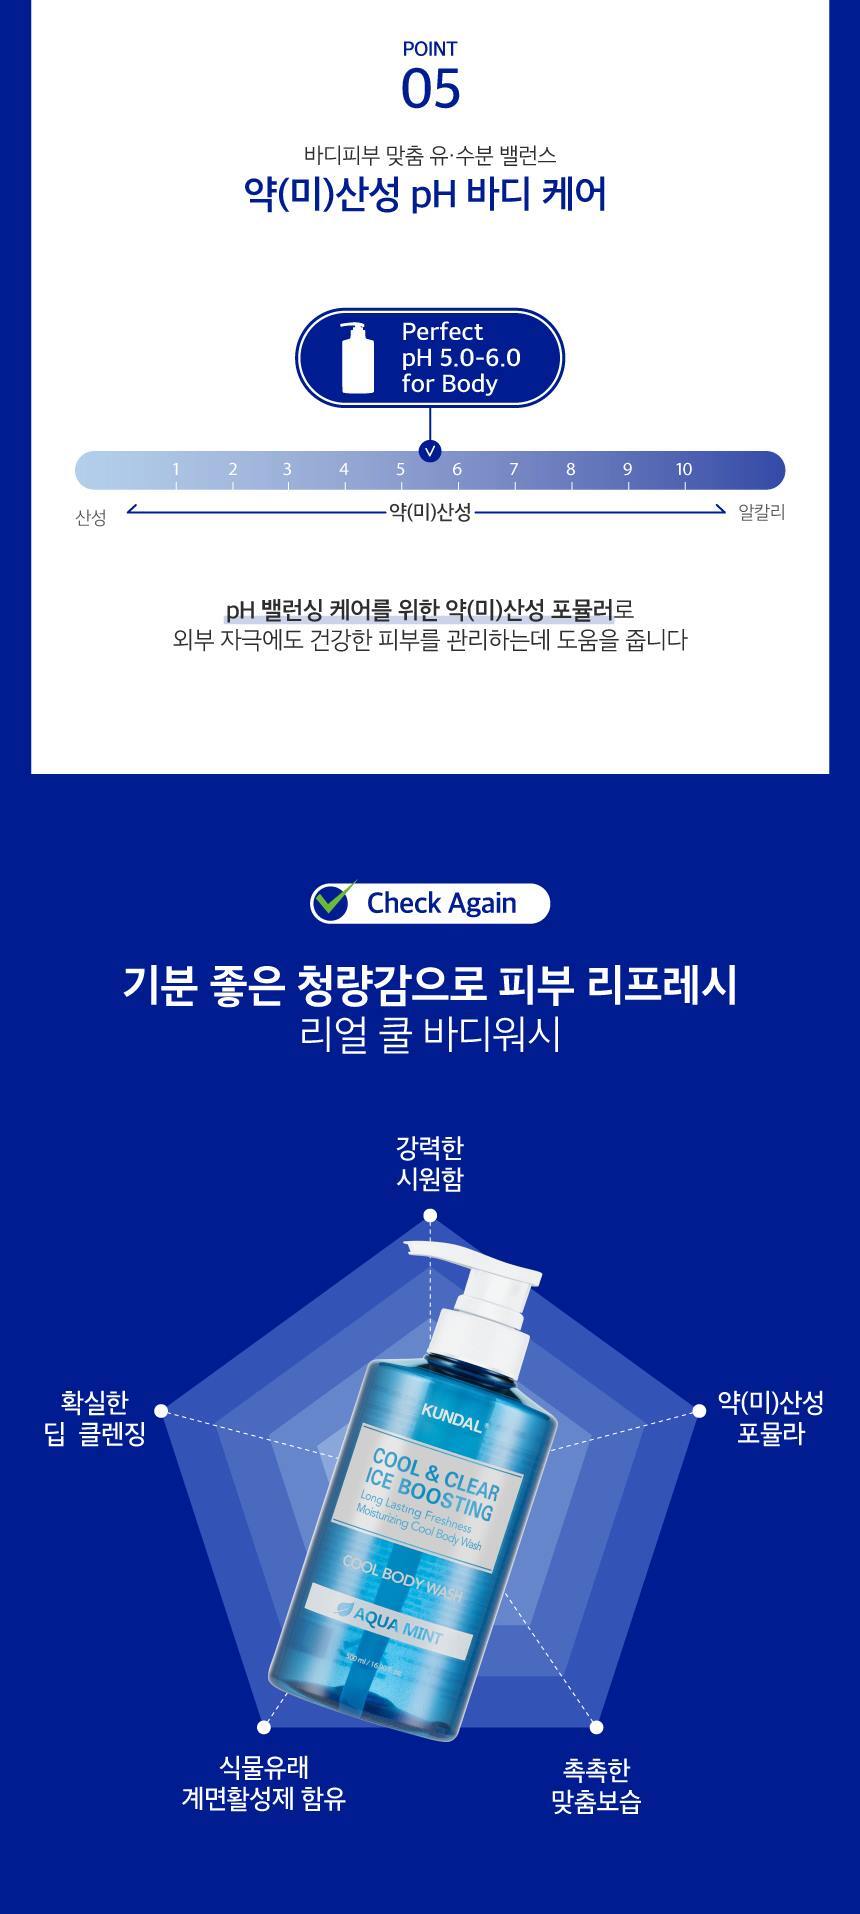 POINT
05
바디피부 맞춤 유·수분 밸런스
약(미)산성 pH 바디 케어
Perfect
pH 5.0-6.0
for Body
1 2 3 4 5 6 7 8 9 10
산성 약(미)산성 알칼리
pH 밸런싱 케어를 위한 약(미)산성 포뮬러로
외부 자극에도 건강한 피부를 관리하는데 도움을 줍니다
Check Again
기분 좋은 청량감으로 피부 리프레시
리얼 쿨 바디워시
강력한
시원함
확실한
딥 클렌징
약(미)산성
포뮬라
KUNDAL
COOL & CLEAR
ICE BOOSTING
Long Lasting Freshness
Moisturizing Cool Body Wash
COOL BODY WASH
AQUA MINT
식물유래
계면활성제 함유
촉촉한
맞춤보습